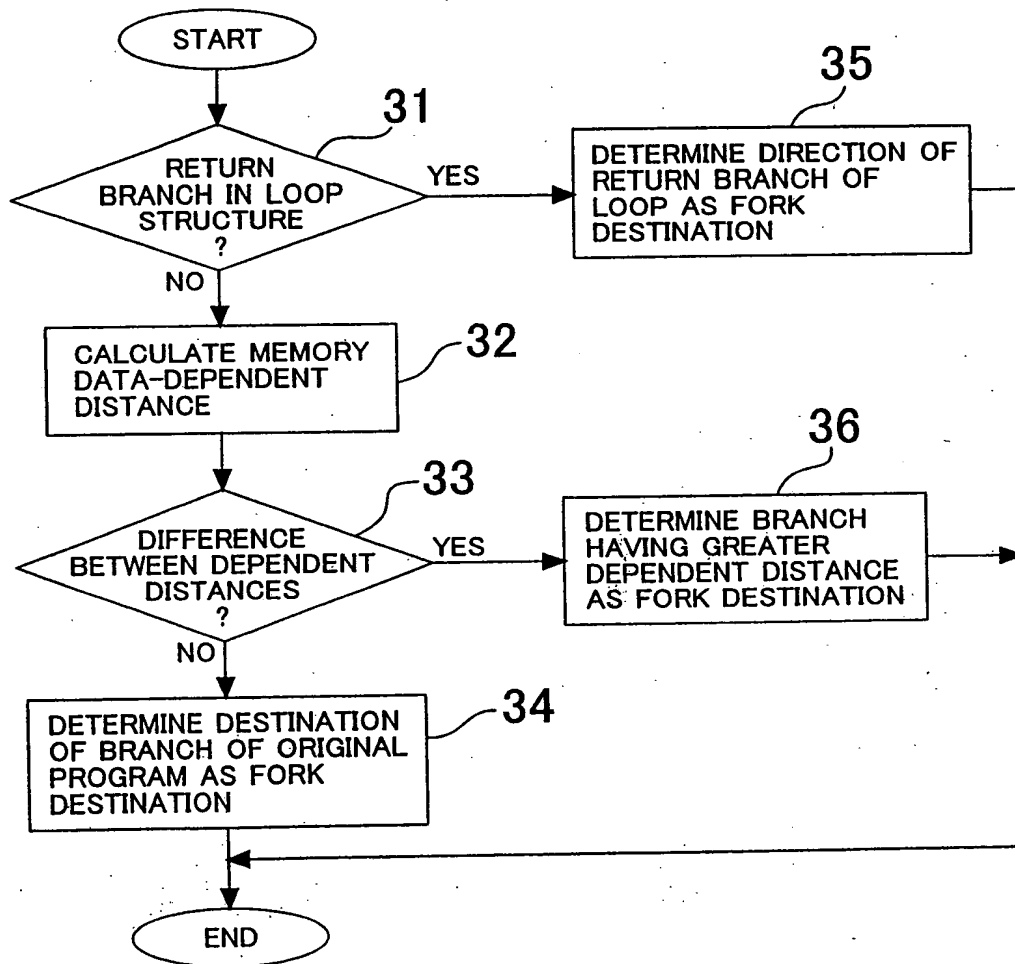 START
31
RETURN
BRANCH IN LOOP
STRUCTURE
?
YES
NO
35
DETERMINE DIRECTION OF
RETURN BRANCH OF
LOOP AS FORK
DESTINATION
32
CALCULATE MEMORY
DATA-DEPENDENT
DISTANCE
33
DIFFERENCE
BETWEEN DEPENDENT
DISTANCES
?
YES
NO
36
DETERMINE BRANCH
HAVING GREATER
DEPENDENT DISTANCE
AS FORK DESTINATION
34
DETERMINE DESTINATION
OF BRANCH OF ORIGINAL
PROGRAM AS FORK
DESTINATION
END